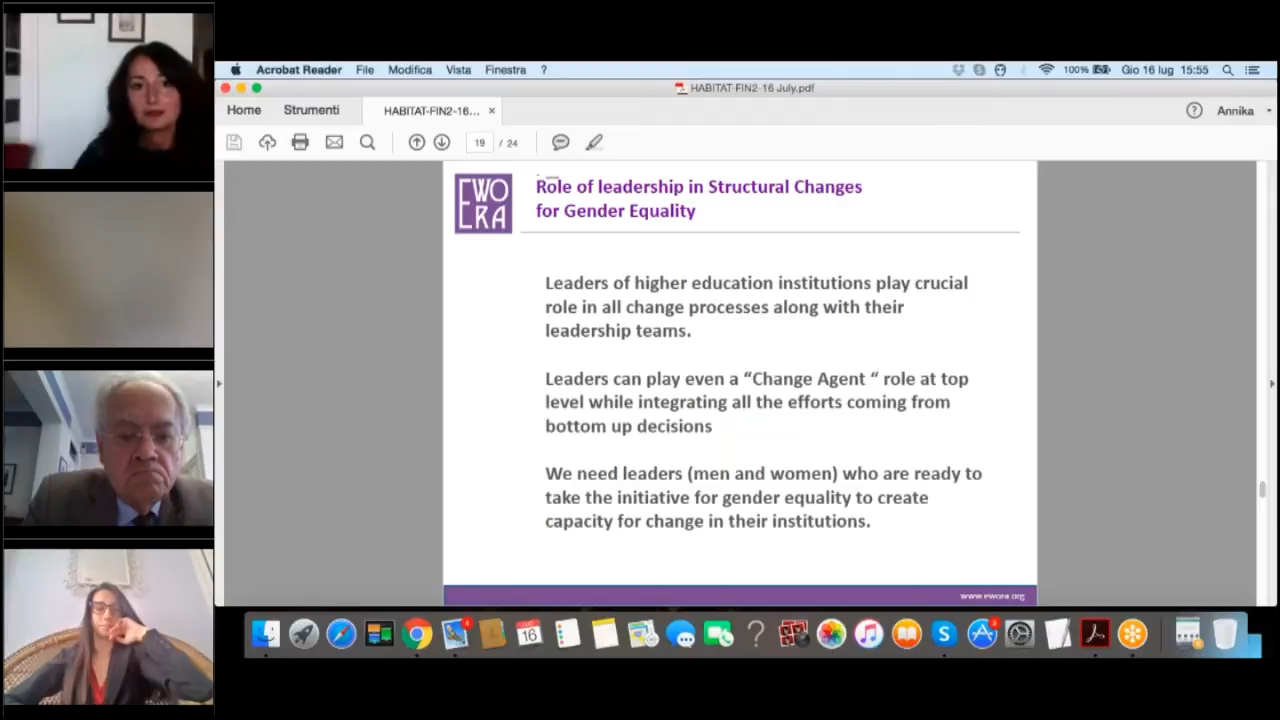 Acrobat Reader File Modifica Vista Finestra ? 100% Gio 16 lug 15:55
HABITAT-FIN2-16 July.pdf
Home Strumenti HABITAT-FIN2-16... × ? Annika
19 / 24
EWO
ERA
Role of leadership in Structural Changes
for Gender Equality
Leaders of higher education institutions play crucial
role in all change processes along with their
leadership teams.
Leaders can play even a “Change Agent “ role at top
level while integrating all the efforts coming from
bottom up decisions
We need leaders (men and women) who are ready to
take the initiative for gender equality to create
capacity for change in their institutions.
www.ewora.org
4 16 ? S